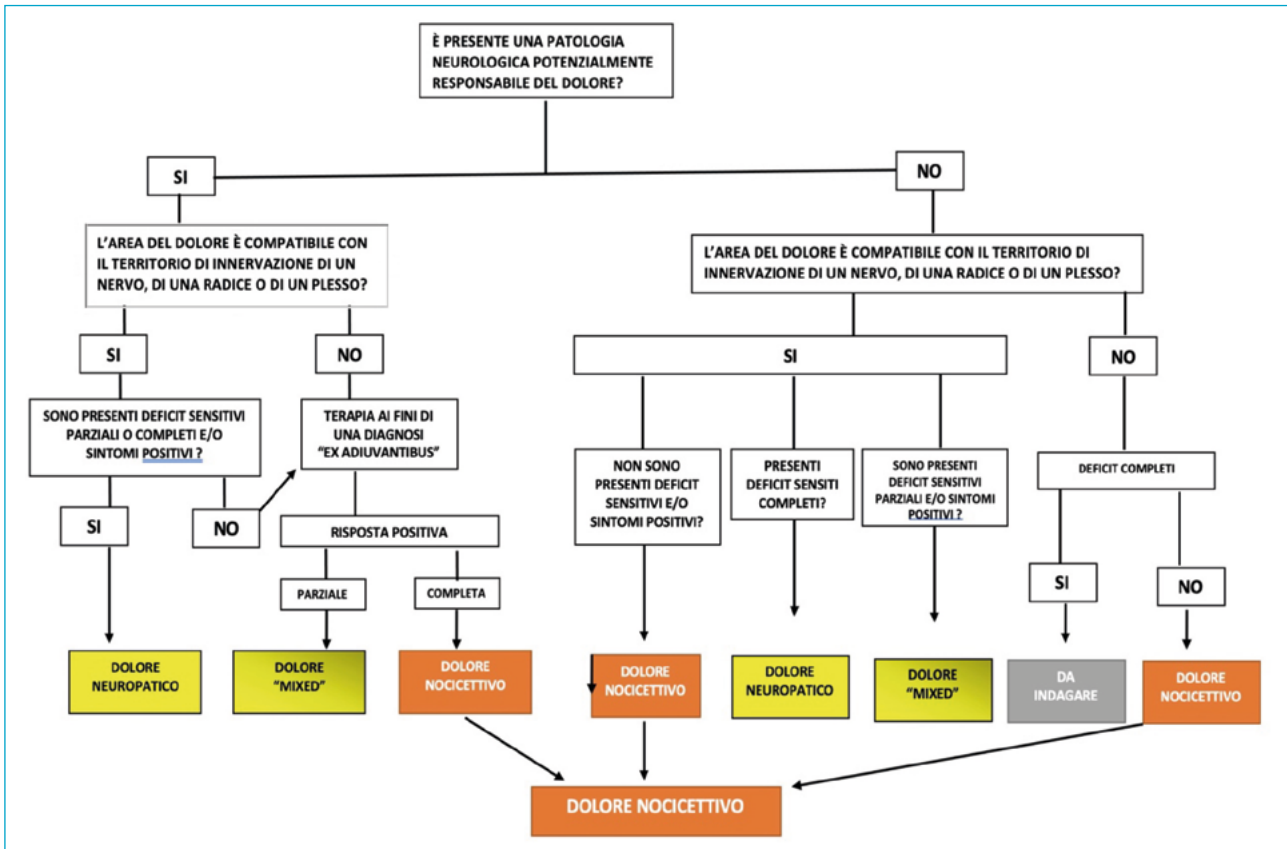 È PRESENTE UNA PATOLOGIA
NEUROLOGICA POTENZIALMENTE
RESPONSABILE DEL DOLORE?
SI
NO
L'AREA DEL DOLORE È COMPATIBILE CON
IL TERRITORIO DI INNERVAZIONE DI UN
NERVO, DI UNA RADICE O DI UN PLESSO?
L'AREA DEL DOLORE È COMPATIBILE CON IL TERRITORIO DI
INNERVAZIONE DI UN NERVO, DI UNA RADICE O DI UN PLESSO?
SI
NO
SI
NO
SONO PRESENTI DEFICIT SENSITIVI
PARZIALI O COMPLETI E/O
SINTOMI POSITIVI ?
TERAPIA AI FINI DI
UNA DIAGNOSI
"EX ADIUVANTIBUS"
NON SONO
PRESENTI DEFICIT
SENSITIVI E/O
SINTOMI POSITIVI?
PRESENTI
DEFICIT SENSITI
COMPLETI?
SONO PRESENTI
DEFICIT SENSITIVI
PARZIALI E/O SINTOMI
POSITIVI ?
DEFICIT COMPLETI
SI
NO
RISPOSTA POSITIVA
PARZIALE
COMPLETA
SI
NO
DOLORE
NEUROPATICO
DOLORE
"MIXED"
DOLORE
NOCICETTIVO
DOLORE
NOCICETTIVO
DOLORE
NEUROPATICO
DOLORE
"MIXED"
DA
INDAGARE
DOLORE
NOCICETTIVO
DOLORE NOCICETTIVO